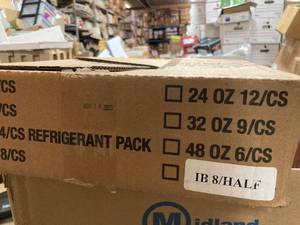 /CS
/CS
4/CS REFRIGERANT PACK
8/CS
☐ 24 OZ 12/CS
☐ 32 OZ 9/CS
☐ 48 OZ 6/CS
IB 8/HALF
Midland